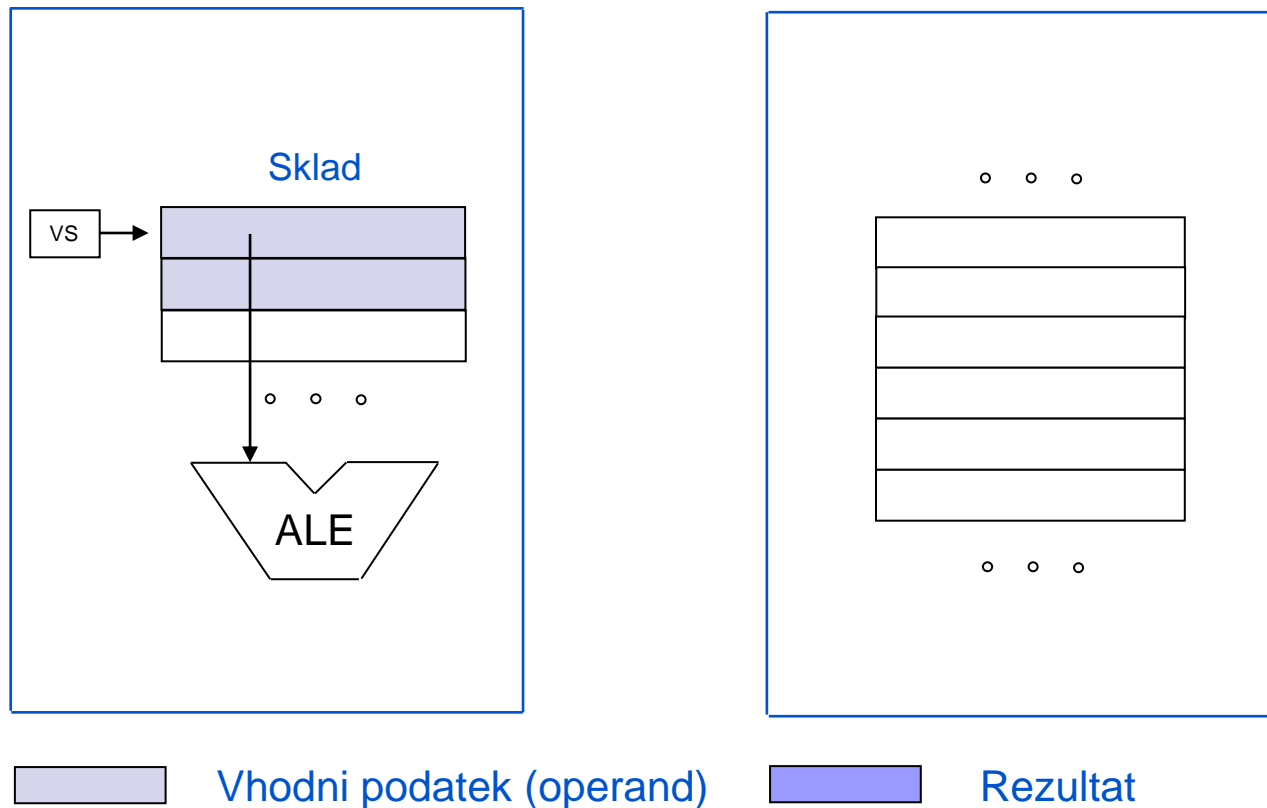 Sklad
VS
ALE
Vhodni podatek (operand)
Rezultat